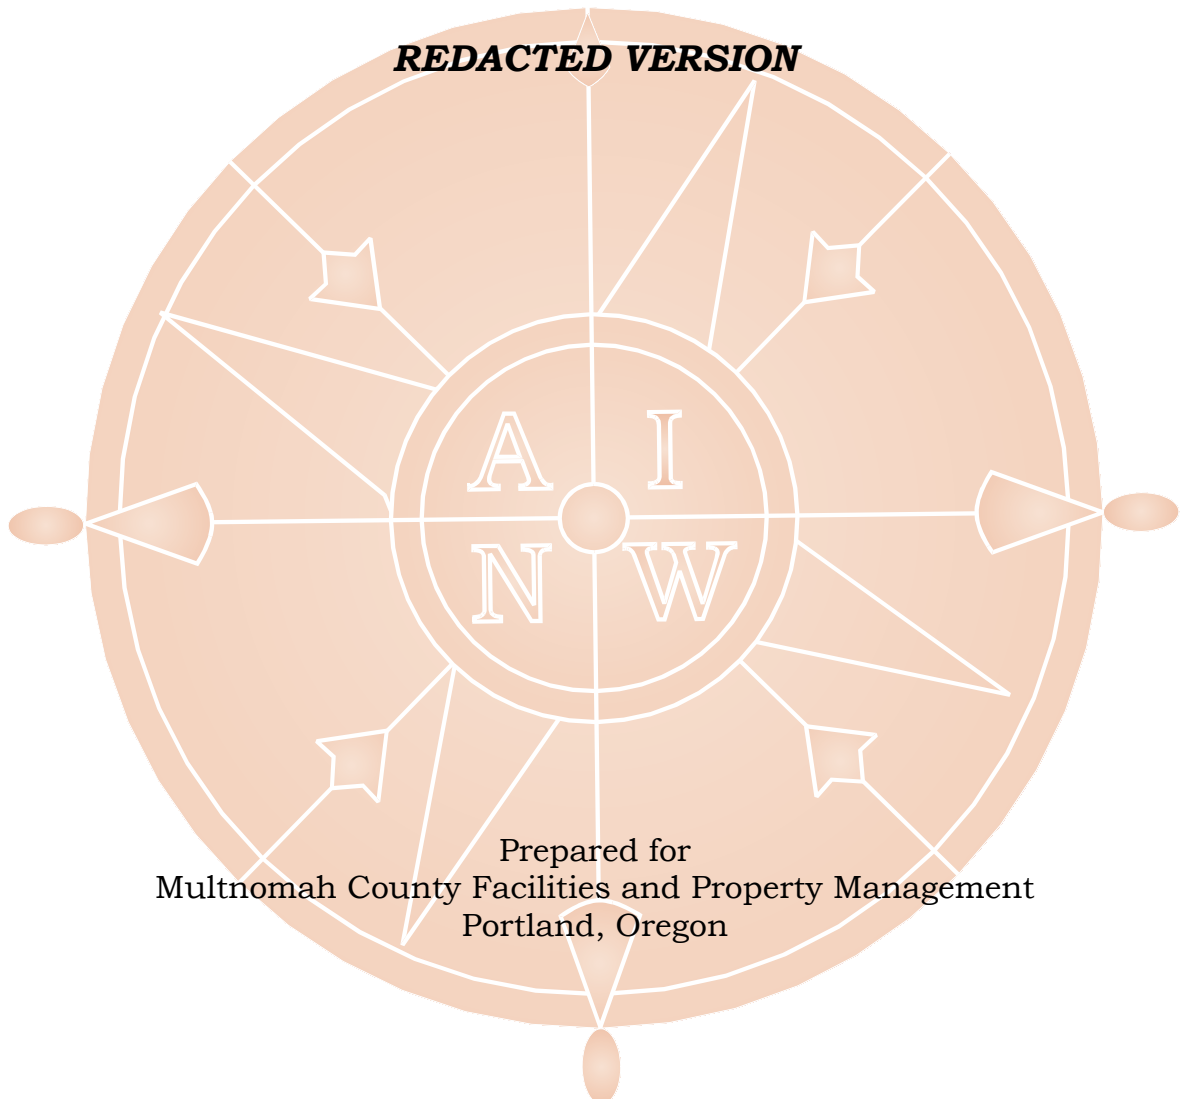 REDACTED VERSION
A I
N W
Prepared for
Multnomah County Facilities and Property Management
Portland, Oregon